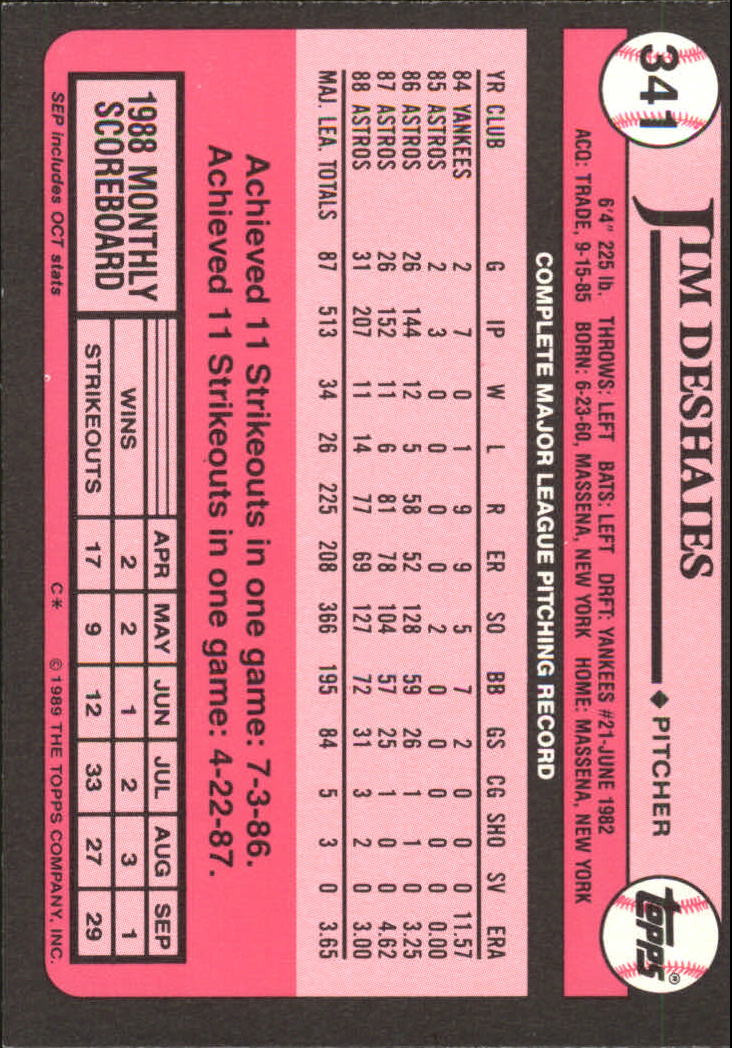 341
JIM DESHAIES
◆ PITCHER
TOPPS®
6'4" 225 lb. THROWS: LEFT BATS: LEFT DRFT: YANKEES #21-JUNE 1982
ACQ: TRADE, 9-15-85 BORN: 6-23-60, MASSENA, NEW YORK HOME: MASSENA, NEW YORK
COMPLETE MAJOR LEAGUE PITCHING RECORD
YR CLUB G IP W L R ER SO BB GS CG SHO SV ERA
84 YANKEES 2 7 0 1 9 9 5 7 2 0 0 0 11.57
85 ASTROS 2 3 0 0 0 0 2 0 0 0 0 0 0.00
86 ASTROS 26 144 12 5 58 52 128 59 26 1 1 0 3.25
87 ASTROS 26 152 11 6 81 78 104 57 25 1 0 0 4.62
88 ASTROS 31 207 11 14 77 69 127 72 31 3 2 0 3.00
MAJ. LEA. TOTALS 87 513 34 26 225 208 366 195 84 5 3 0 3.65
Achieved 11 Strikeouts in one game: 7-3-86.
Achieved 11 Strikeouts in one game: 4-22-87.
1988 MONTHLY
SCOREBOARD
APR MAY JUN JUL AUG SEP
WINS 2 2 1 2 3 1
STRIKEOUTS 17 9 12 33 27 29
SEP includes OCT stats
C* © 1989 THE TOPPS COMPANY, INC.